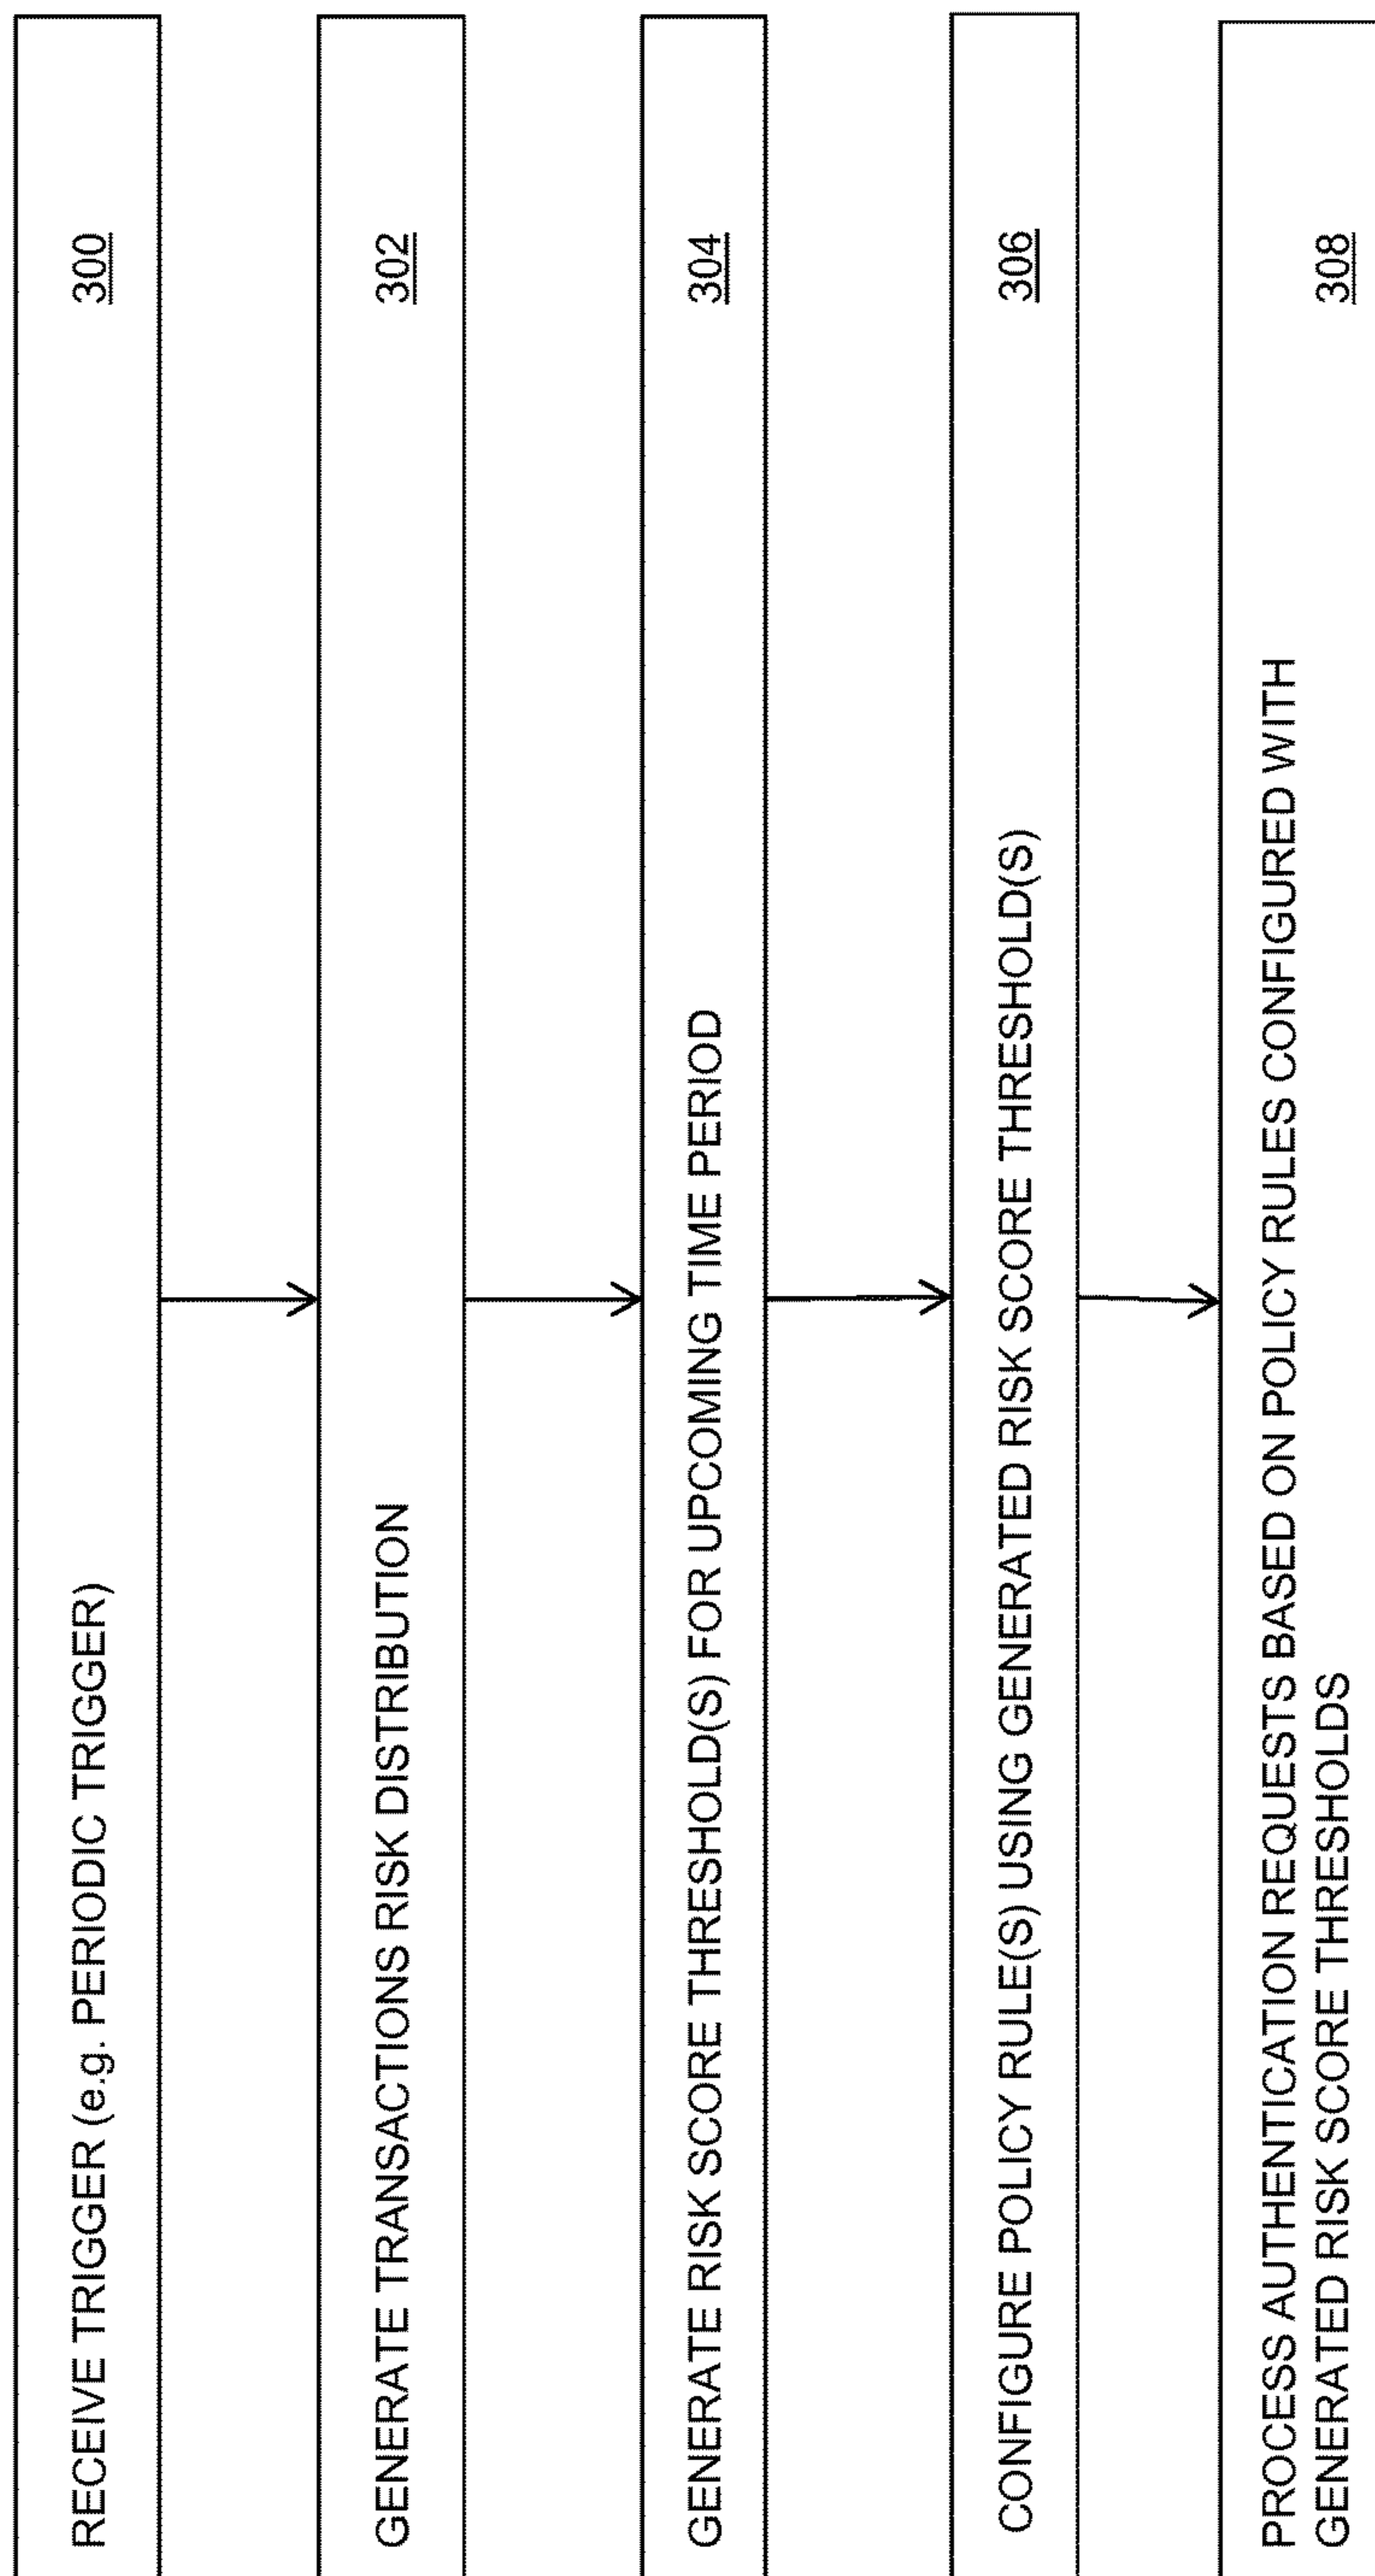 RECEIVE TRIGGER (e.g. PERIODIC TRIGGER) 300
GENERATE TRANSACTIONS RISK DISTRIBUTION 302
GENERATE RISK SCORE THRESHOLD(S) FOR UPCOMING TIME PERIOD 304
CONFIGURE POLICY RULE(S) USING GENERATED RISK SCORE THRESHOLD(S) 306
PROCESS AUTHENTICATION REQUESTS BASED ON POLICY RULES CONFIGURED WITH
GENERATED RISK SCORE THRESHOLDS 308